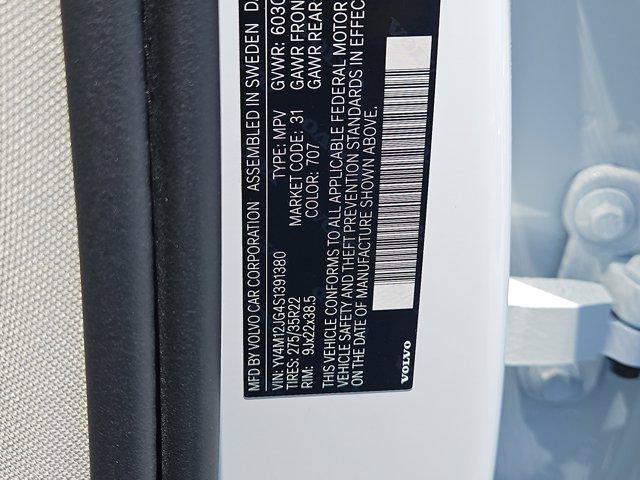 MFD BY VOLVO CAR CORPORATION ASSEMBLED IN SWEDEN
VIN: YV4M12JG4S1391380 TYPE: MPV GVWR: 6030
TIRES: 275/35R22 MARKET CODE: 31 GAWR FRON
RIM: 9Jx22x38.5 COLOR: 707 GAWR REAR
THIS VEHICLE CONFORMS TO ALL APPLICABLE FEDERAL MOTOR
VEHICLE SAFETY AND THEFT PREVENTION STANDARDS IN EFFEC
ON THE DATE OF MANUFACTURE SHOWN ABOVE.
VOLVO